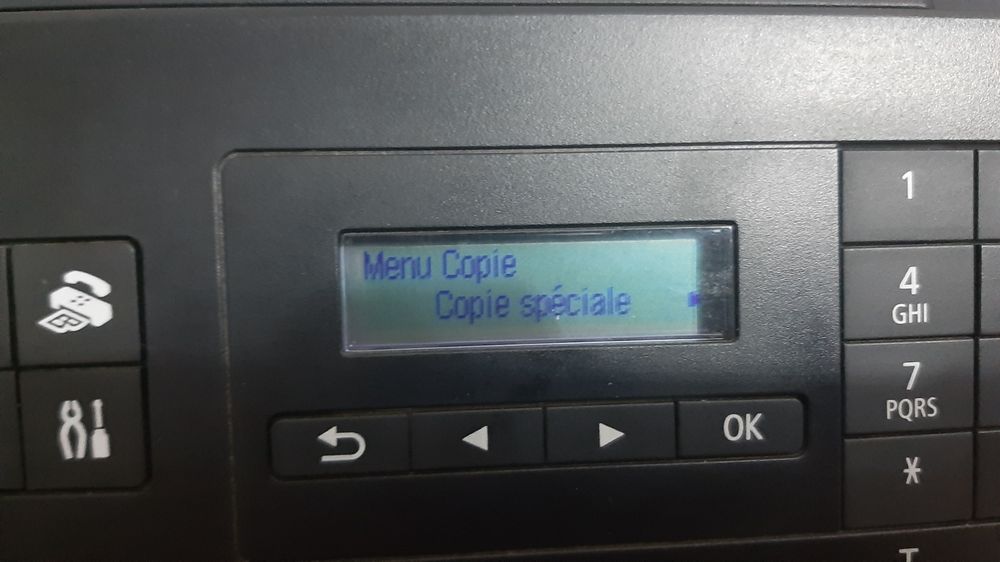 Menu Copie
Copie spéciale
OK
1
4
GHI
7
PQRS
*
T